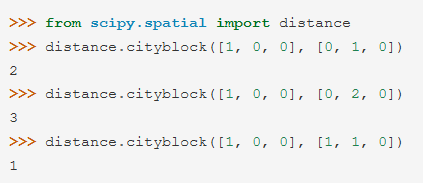 >>> from scipy.spatial import distance
>>> distance.cityblock([1, 0, 0], [0, 1, 0])
2
>>> distance.cityblock([1, 0, 0], [0, 2, 0])
3
>>> distance.cityblock([1, 0, 0], [1, 1, 0])
1